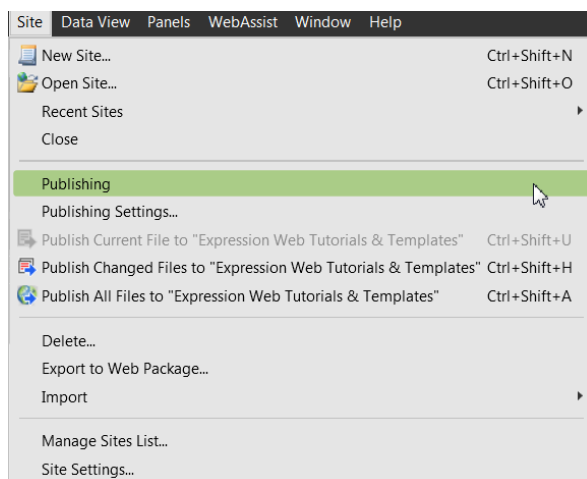 Site Data View Panels WebAssist Window Help
New Site... Ctrl+Shift+N
Open Site... Ctrl+Shift+O
Recent Sites
Close
Publishing
Publishing Settings...
Publish Current File to "Expression Web Tutorials & Templates" Ctrl+Shift+U
Publish Changed Files to "Expression Web Tutorials & Templates" Ctrl+Shift+H
Publish All Files to "Expression Web Tutorials & Templates" Ctrl+Shift+A
Delete...
Export to Web Package...
Import
Manage Sites List...
Site Settings...